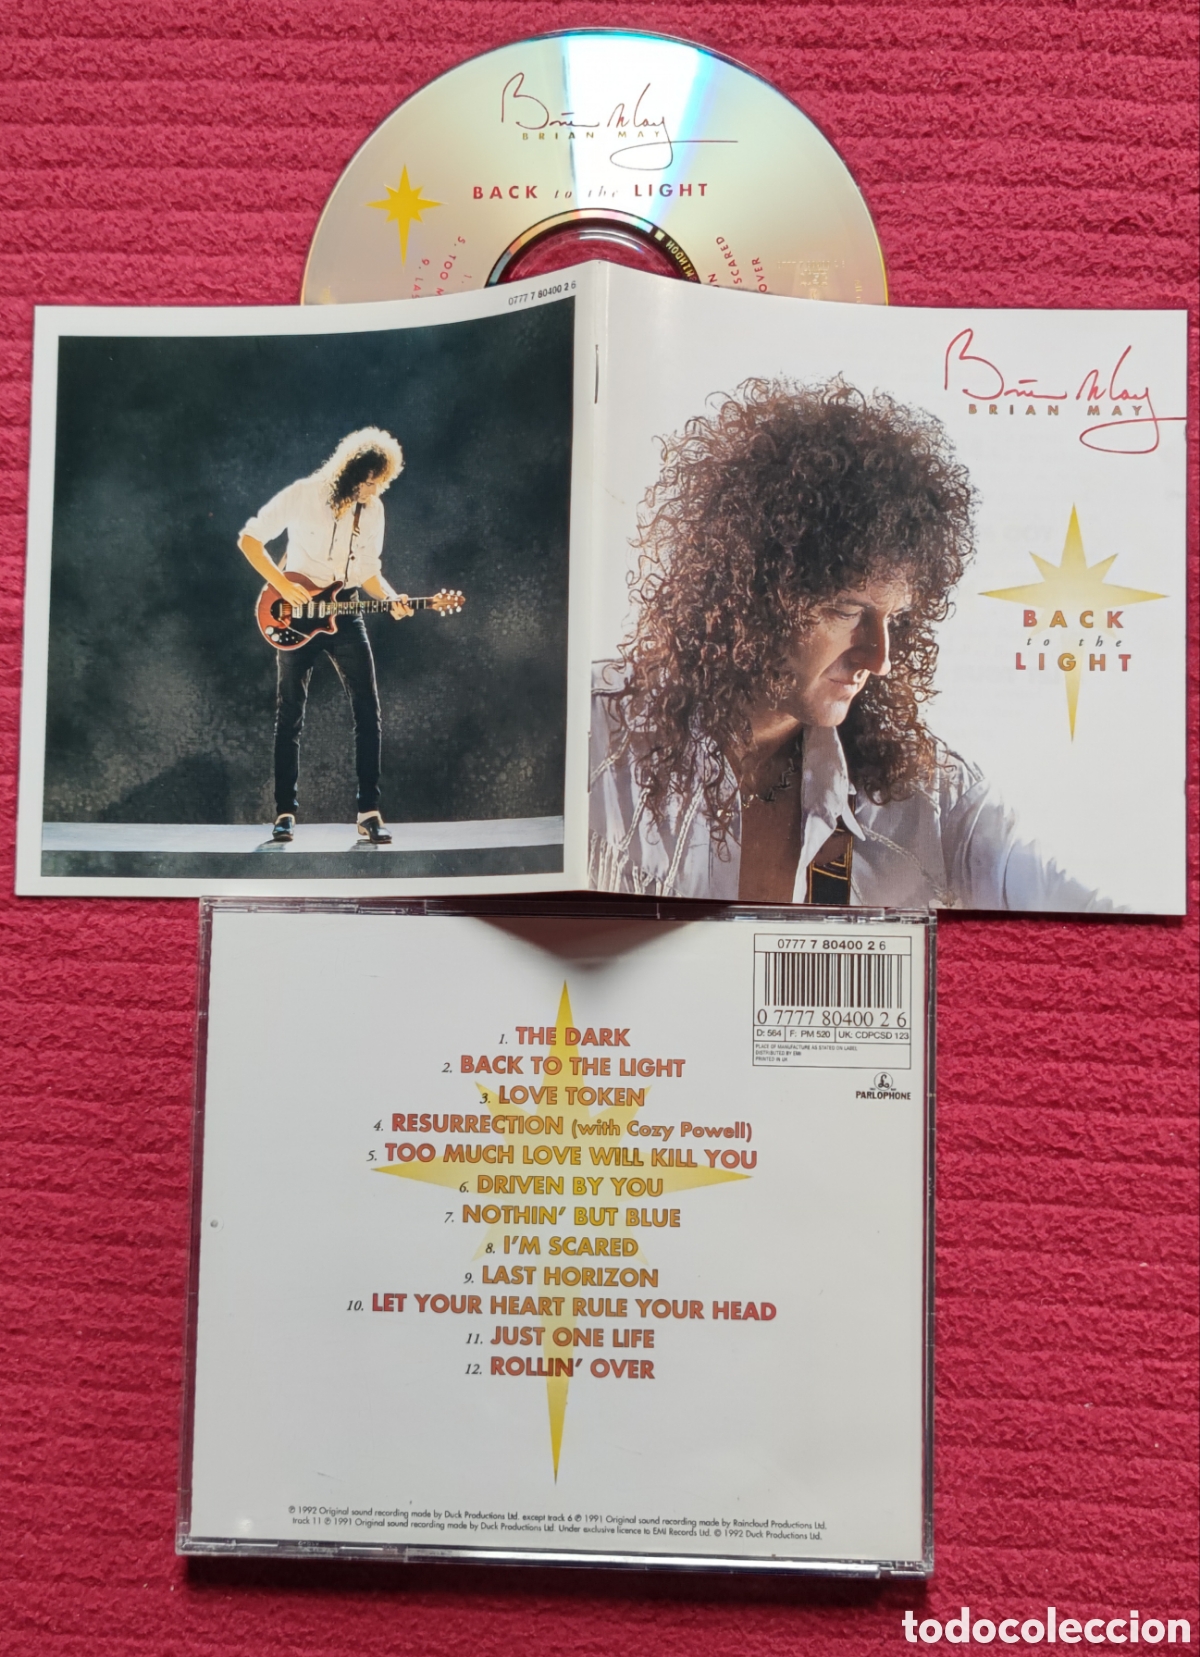 Brian May
BRIAN MAY
BACK to the LIGHT
SCARED
OVER
5. TOO
9. LAS
0777 7 80400 2 6
Brian May
BRIAN MAY
BACK
to the
LIGHT
0777 7 80400 2 6
0 7777 80400 2 6
D: 564 F: PM 520 UK: CDPCSD 123
PLACE OF MANUFACTURE AS STATED ON LABEL
DISTRIBUTED BY EMI
PRINTED IN UK
PARLOPHONE
1. THE DARK
2. BACK TO THE LIGHT
3. LOVE TOKEN
4. RESURRECTION (with Cozy Powell)
5. TOO MUCH LOVE WILL KILL YOU
6. DRIVEN BY YOU
7. NOTHIN' BUT BLUE
8. I'M SCARED
9. LAST HORIZON
10. LET YOUR HEART RULE YOUR HEAD
11. JUST ONE LIFE
12. ROLLIN' OVER
℗ 1992 Original sound recording made by Duck Productions Ltd. except track 6 ℗ 1991 Original sound recording made by Raincloud Productions Ltd.
track 11 ℗ 1991 Original sound recording made by Duck Productions Ltd. Under exclusive licence to EMI Records Ltd. © 1992 Duck Productions Ltd.
todocoleccion